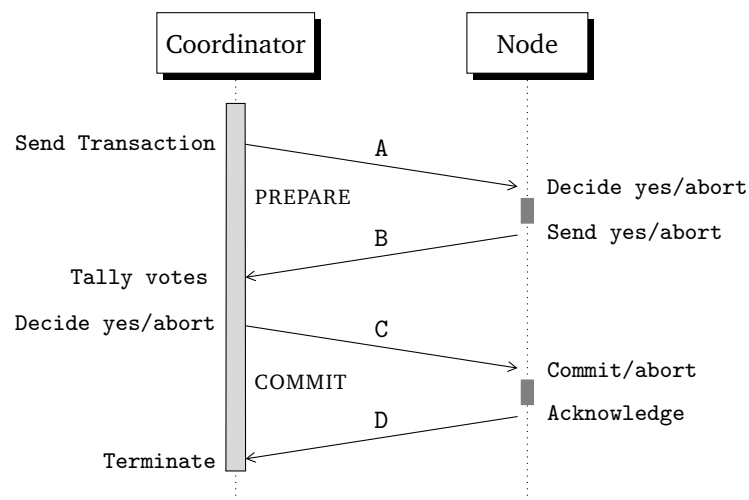 Coordinator
Node
Send Transaction
A
Decide yes/abort
PREPARE
B
Send yes/abort
Tally votes
Decide yes/abort
C
Commit/abort
COMMIT
D
Acknowledge
Terminate